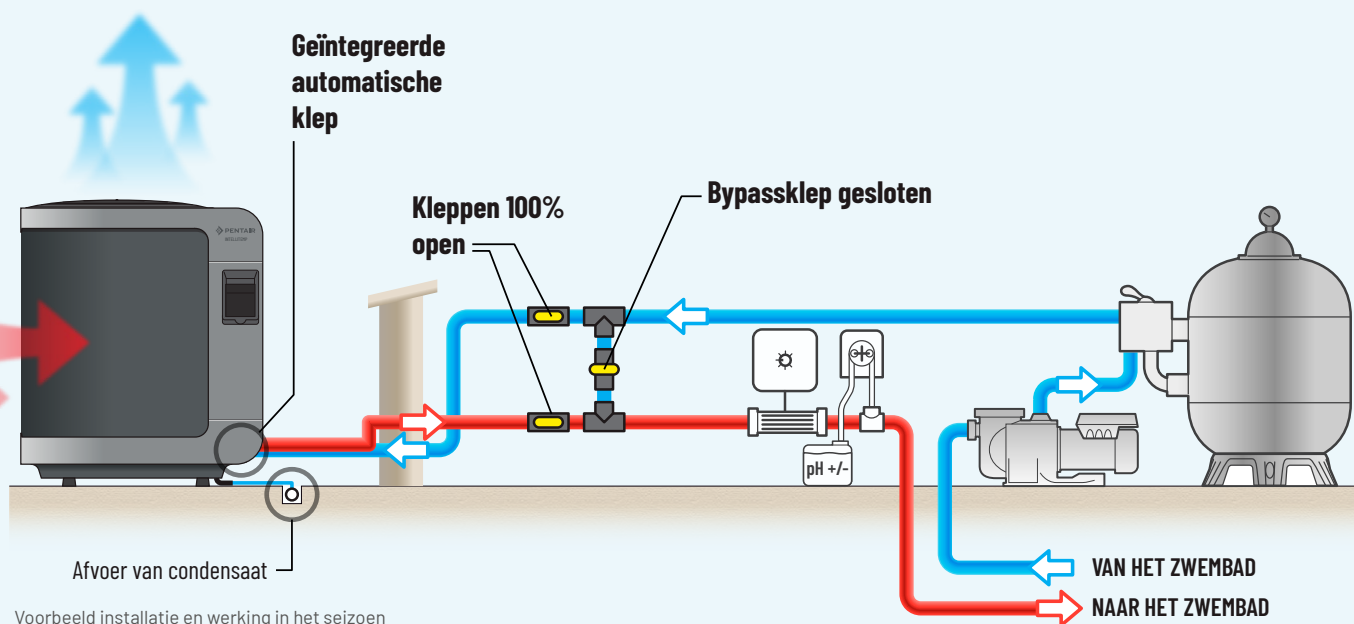 Geïntegreerde
automatische
klep
Kleppen 100%
open
Bypassklep gesloten
PENTAIR
pH +/-
Afvoer van condensaat
VAN HET ZWEMBAD
NAAR HET ZWEMBAD
Voorbeeld installatie en werking in het seizoen